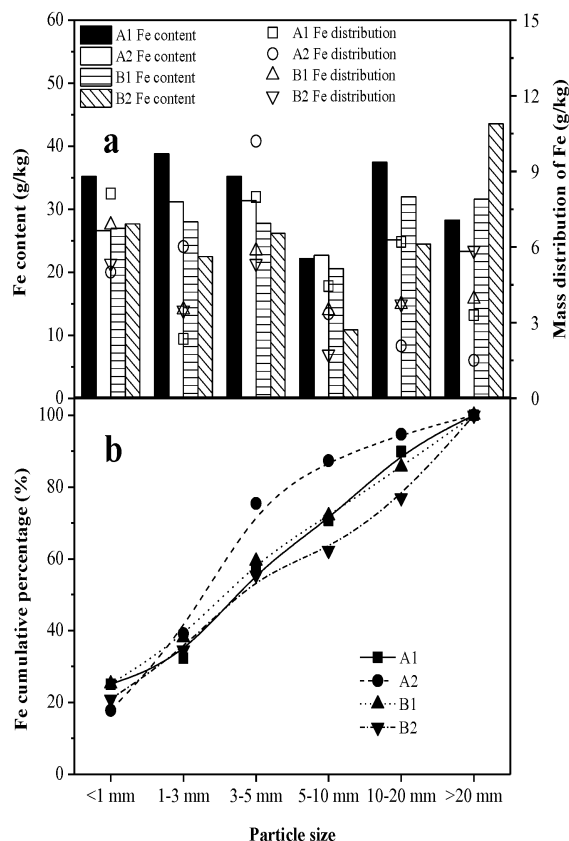 A1 Fe content
A2 Fe content
B1 Fe content
B2 Fe content
A1 Fe distribution
A2 Fe distribution
B1 Fe distribution
B2 Fe distribution
a
Fe content (g/kg)
60
50
40
30
20
10
0
Mass distribution of Fe (g/kg)
15
12
9
6
3
0
b
Fe cumulative percentage (%)
100
80
60
40
20
0
A1
A2
B1
B2
<1 mm 1-3 mm 3-5 mm 5-10 mm 10-20 mm >20 mm
Particle size